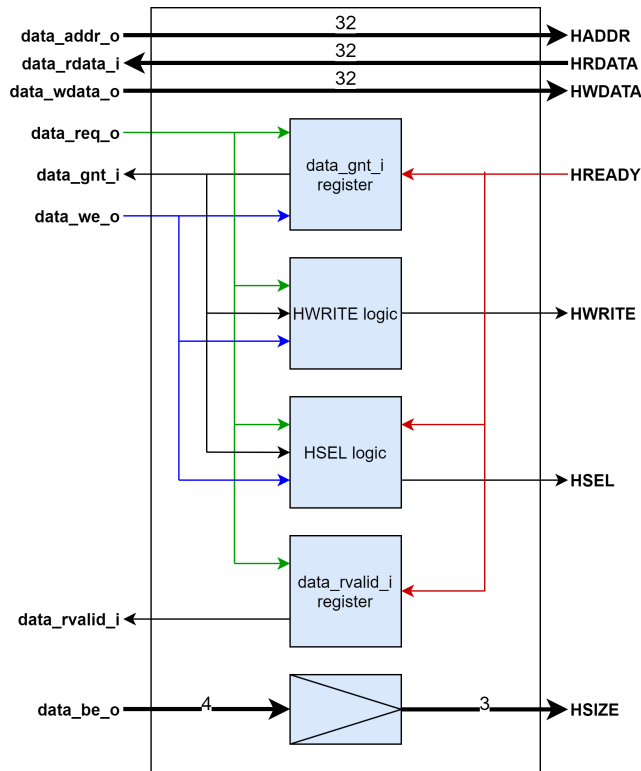 32
data_addr_o HADDR
32
data_rdata_i HRDATA
32
data_wdata_o HWDATA
data_req_o
data_gnt_i
register
data_gnt_i HREADY
data_we_o
HWRITE logic HWRITE
HSEL logic
HSEL
data_rvalid_i
register
data_rvalid_i
data_be_o 4 3 HSIZE